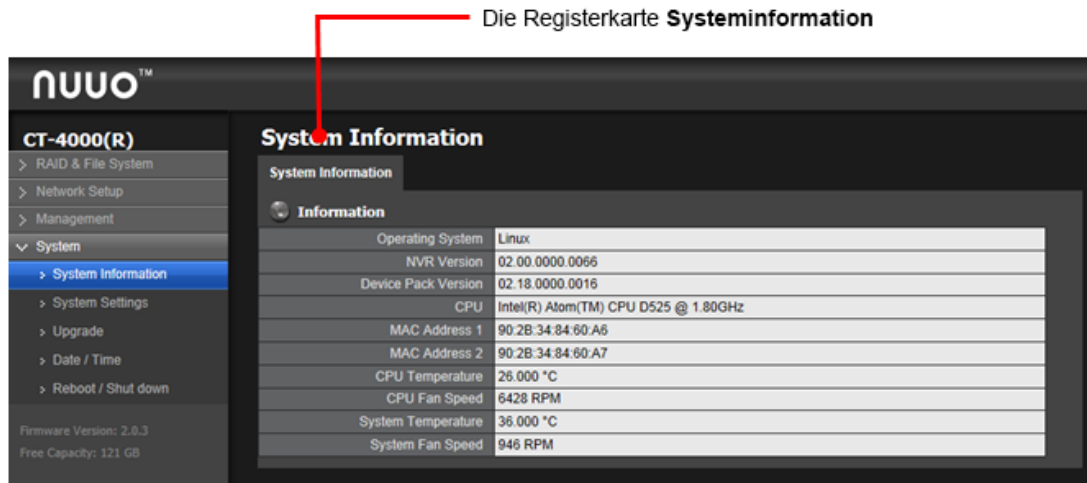 Die Registerkarte Systeminformation
nuuo™
CT-4000(R)
> RAID & File System
> Network Setup
> Management
System
> System Information
> System Settings
> Upgrade
> Date / Time
> Reboot / Shut down
Firmware Version: 2.0.3
Free Capacity: 121 GB
System Information
System Information
Information
Operating System Linux
NVR Version 02.00.0000.0066
Device Pack Version 02.18.0000.0016
CPU Intel(R) Atom(TM) CPU D525 @ 1.80GHz
MAC Address 1 90:2B:34:84:60:A6
MAC Address 2 90:2B:34:84:60:A7
CPU Temperature 26.000 °C
CPU Fan Speed 6428 RPM
System Temperature 36.000 °C
System Fan Speed 946 RPM